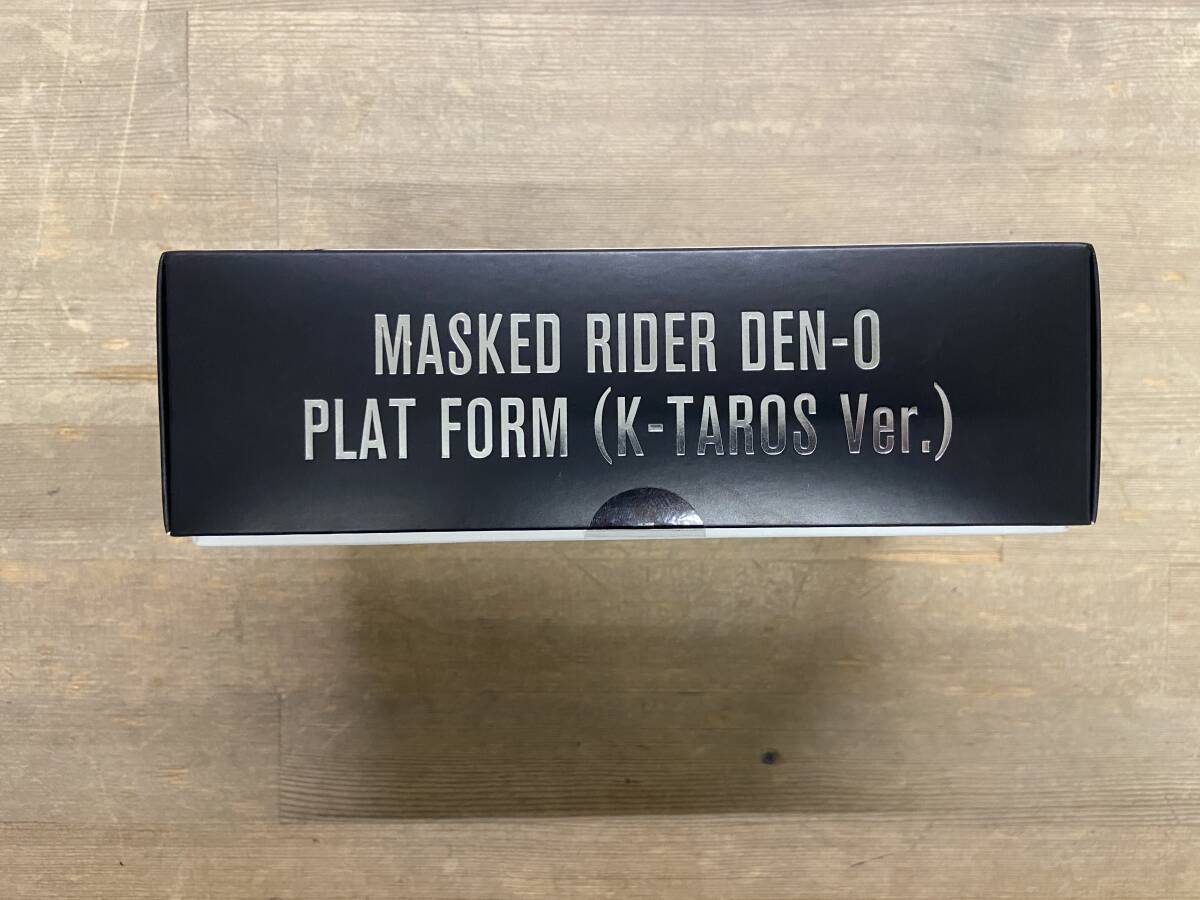 MASKED RIDER DEN-O
PLAT FORM (K-TAROS Ver.)